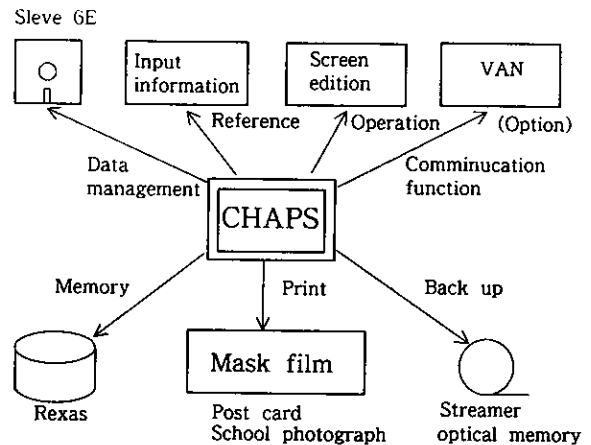 Sleve GE
Input
information
Screen
edition
VAN
Reference
Operation
(Option)
Data
management
Comminucation
function
CHAPS
Memory
Print
Back up
Mask film
Rexas
Post card
School photograph
Streamer
optical memory